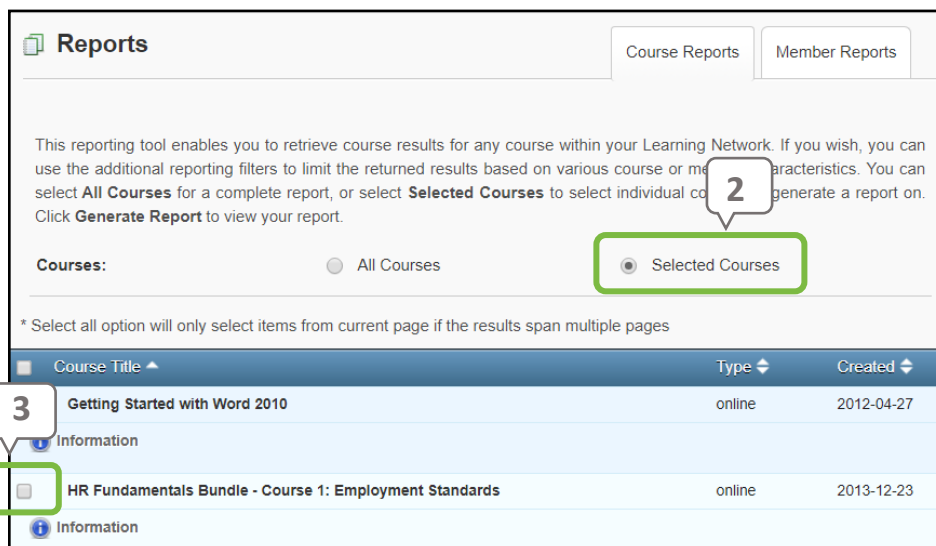 Reports
Course Reports
Member Reports
This reporting tool enables you to retrieve course results for any course within your Learning Network. If you wish, you can
use the additional reporting filters to limit the returned results based on various course or me aracteristics. You can
select All Courses for a complete report, or select Selected Courses to select individual co generate a report on.
Click Generate Report to view your report.
2
Courses:
All Courses
Selected Courses
* Select all option will only select items from current page if the results span multiple pages
Course Title
Type
Created
3
Getting Started with Word 2010
online
2012-04-27
Information
HR Fundamentals Bundle - Course 1: Employment Standards
online
2013-12-23
Information